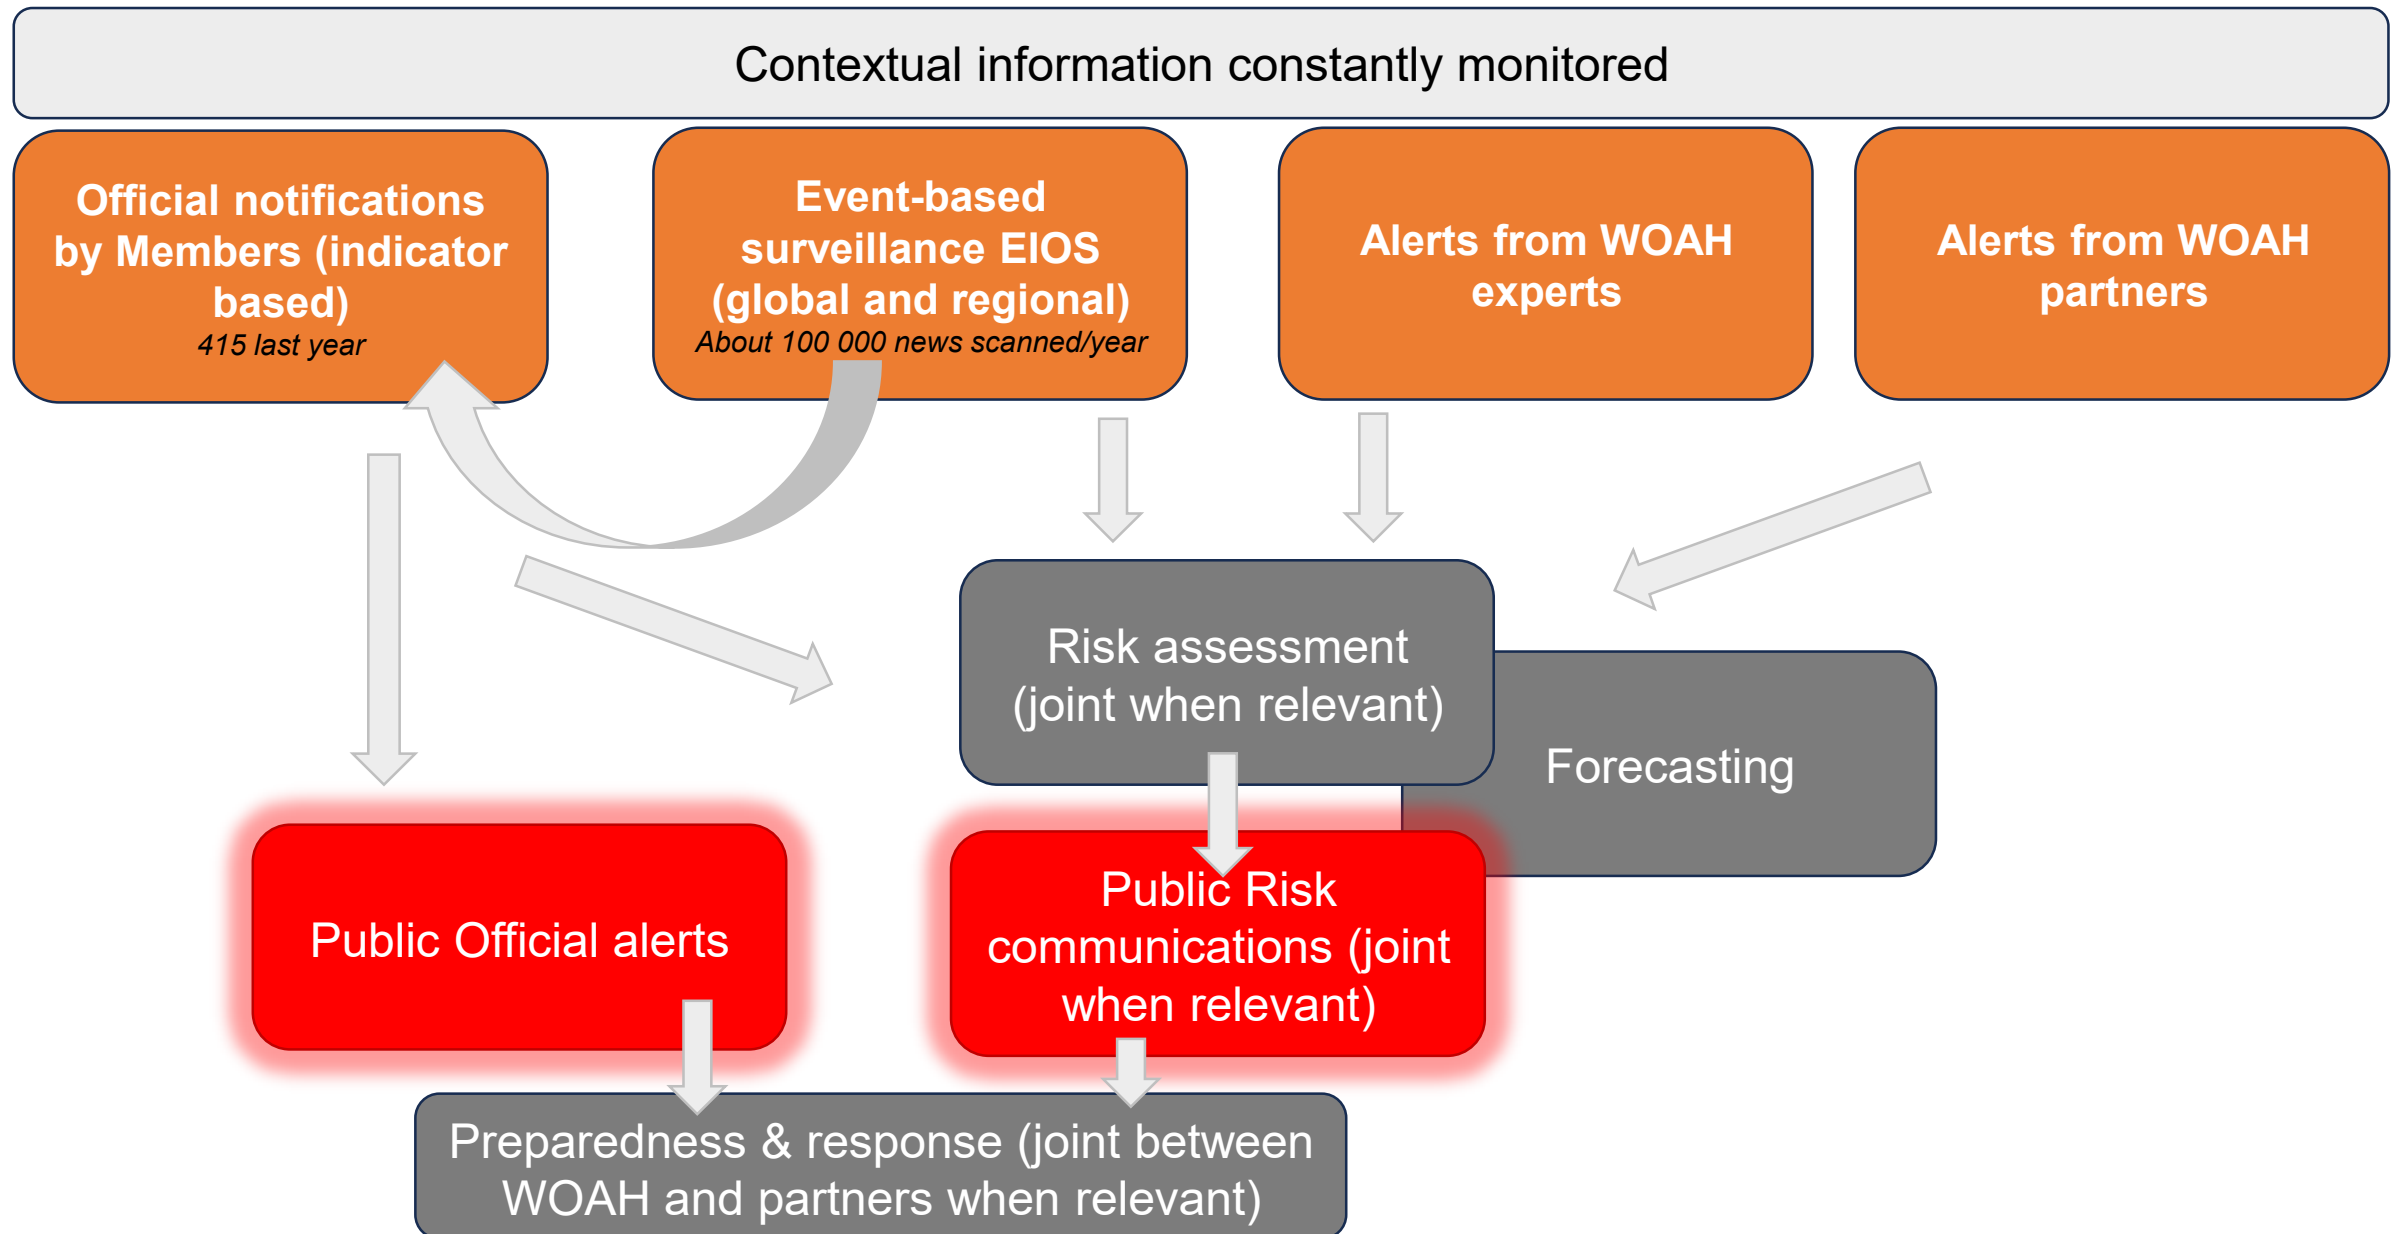 Contextual information constantly monitored
Official notifications
by Members (indicator
based)
415 last year
Event-based
surveillance EIOS
(global and regional)
About 100 000 news scanned/year
Alerts from WOAH
experts
Alerts from WOAH
partners
Risk assessment
(joint when relevant)
Forecasting
Public Official alerts
Public Risk
communications (joint
when relevant)
Preparedness & response (joint between
WOAH and partners when relevant)